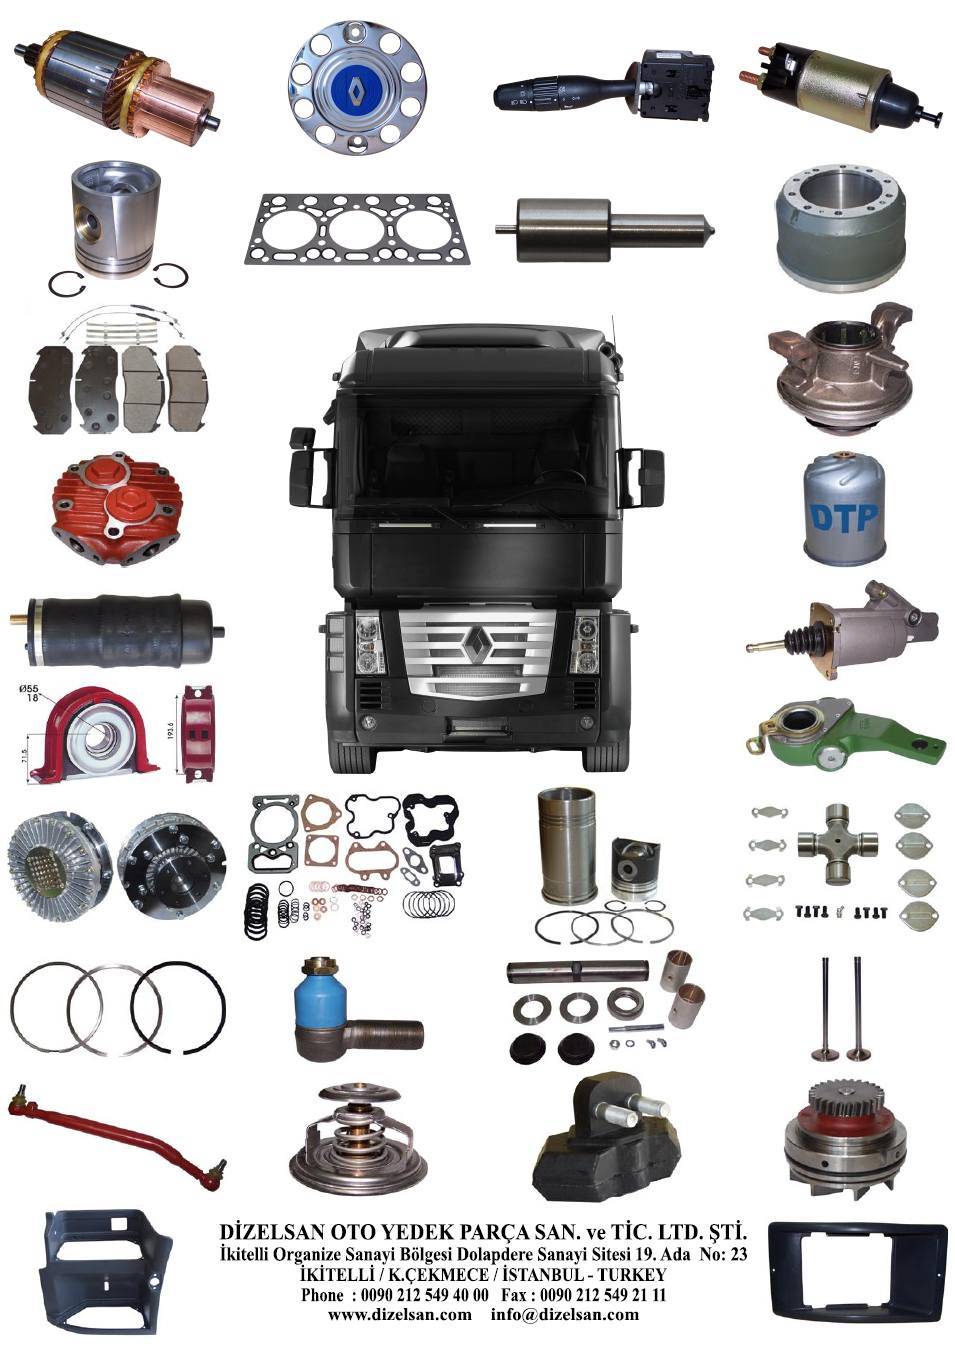 DTP
Ø55
18
71.5
193.6
DİZELSAN OTO YEDEK PARÇA SAN. ve TİC. LTD. ŞTİ.
İkitelli Organize Sanayi Bölgesi Dolapdere Sanayi Sitesi 19. Ada  No: 23
İKİTELLİ / K.ÇEKMECE / İSTANBUL - TURKEY
Phone  : 0090 212 549 40 00   Fax : 0090 212 549 21 11
www.dizelsan.com    info@dizelsan.com